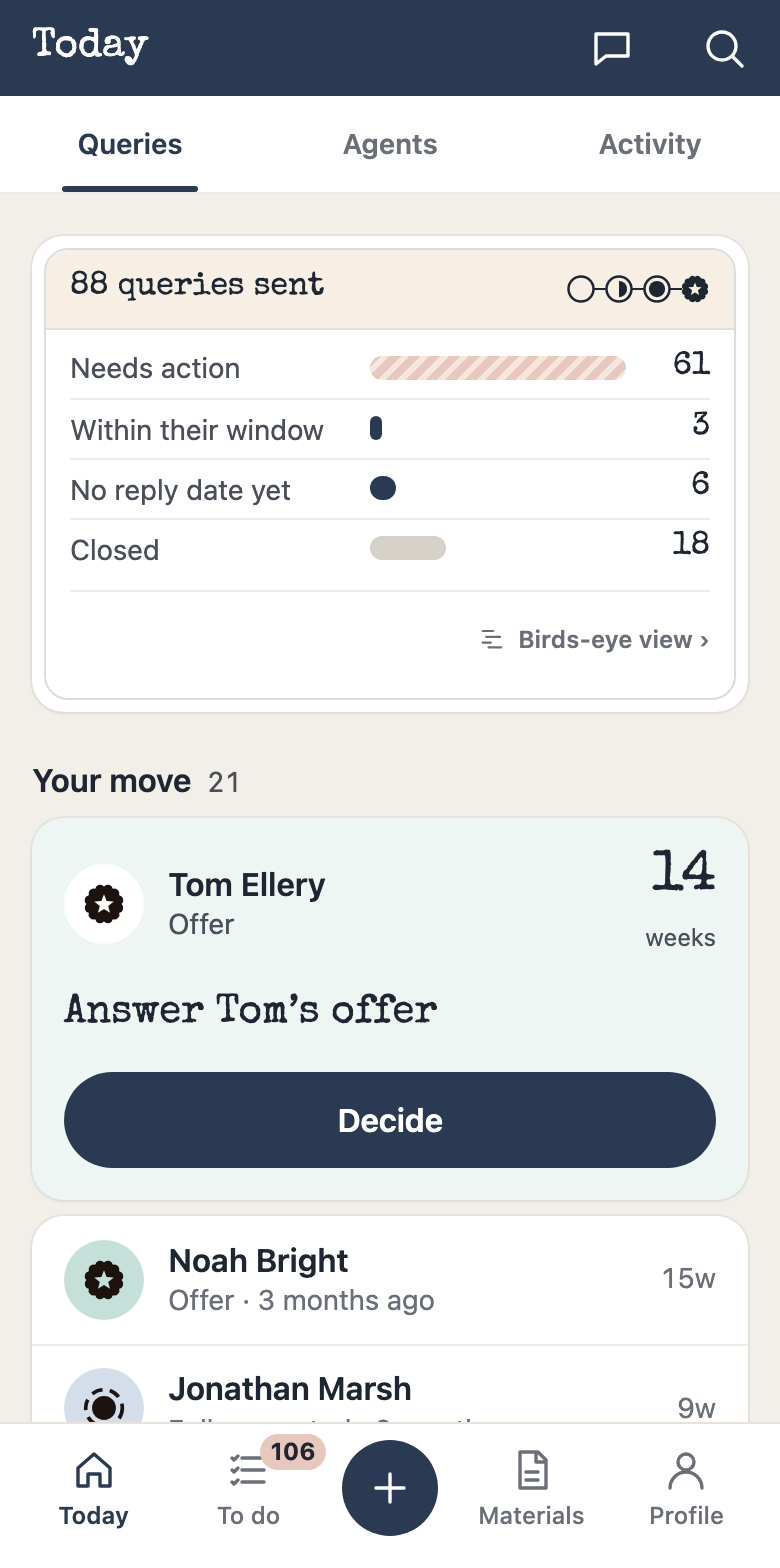 Today
Queries
Agents
Activity
88 queries sent
Needs action 61
Within their window 3
No reply date yet 6
Closed 18
Birds-eye view ›
Your move 21
Tom Ellery
Offer
14
weeks
Answer Tom’s offer
Decide
Noah Bright
Offer · 3 months ago
15w
Jonathan Marsh
9w
106
Today
To do
Materials
Profile